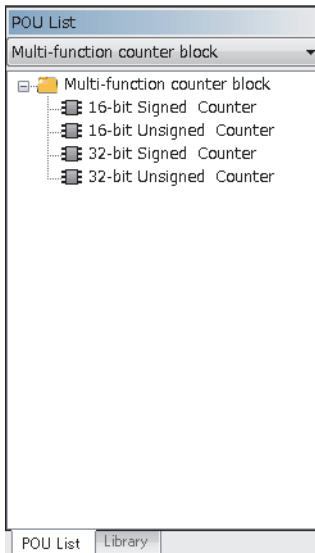 POU List
Multi-function counter block
Multi-function counter block
16-bit Signed Counter
16-bit Unsigned Counter
32-bit Signed Counter
32-bit Unsigned Counter
POU List Library